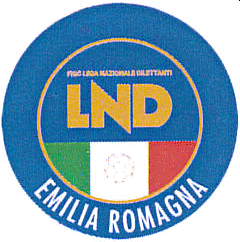 FIGC LEGA NAZIONALE DILETTANTI
LND
EMILIA ROMAGNA